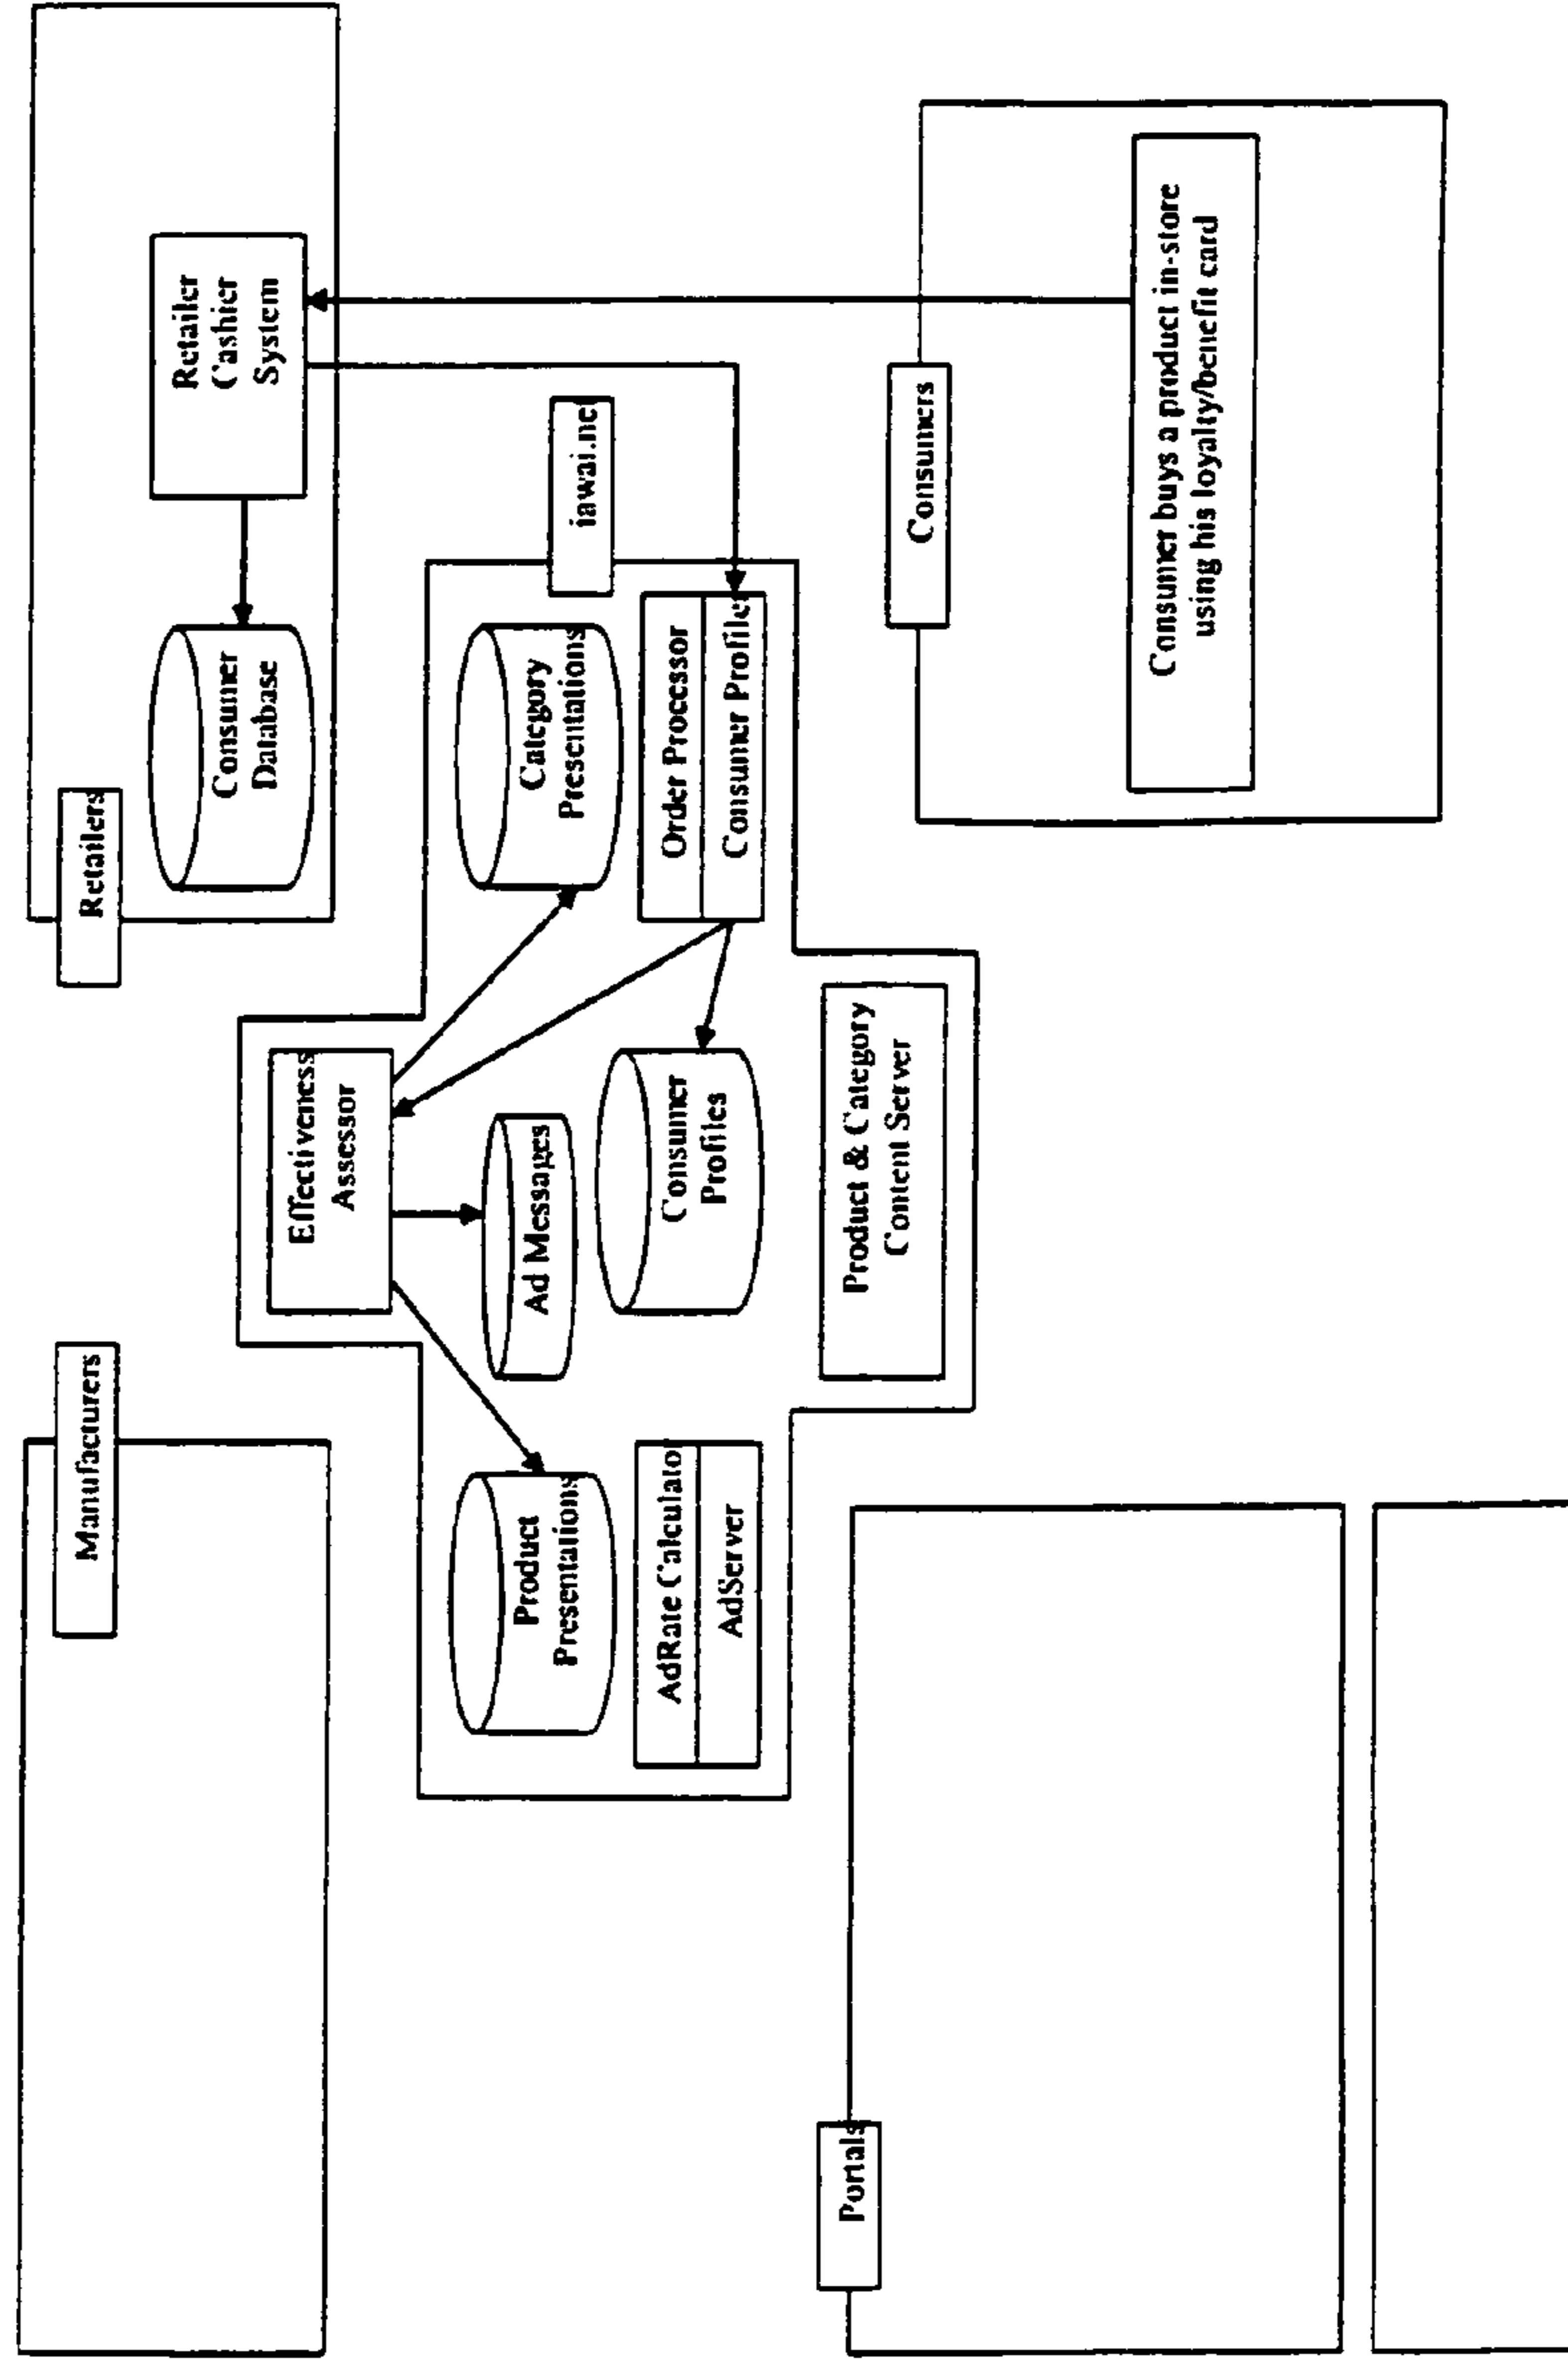 Manufacturers
Retailers
Effectiveness
Assessor
Consumer
Database
Retailer
Cashier
System
Product
Presentations
Ad Messages
Category
Presentations
iawai.net
AdRate Calculator
AdServer
Consumer
Profiles
Order Processor
Consumer Profiler
Product & Category
Content Server
Portals
Consumers
Consumer buys a product in-store
using his loyalty/benefit card